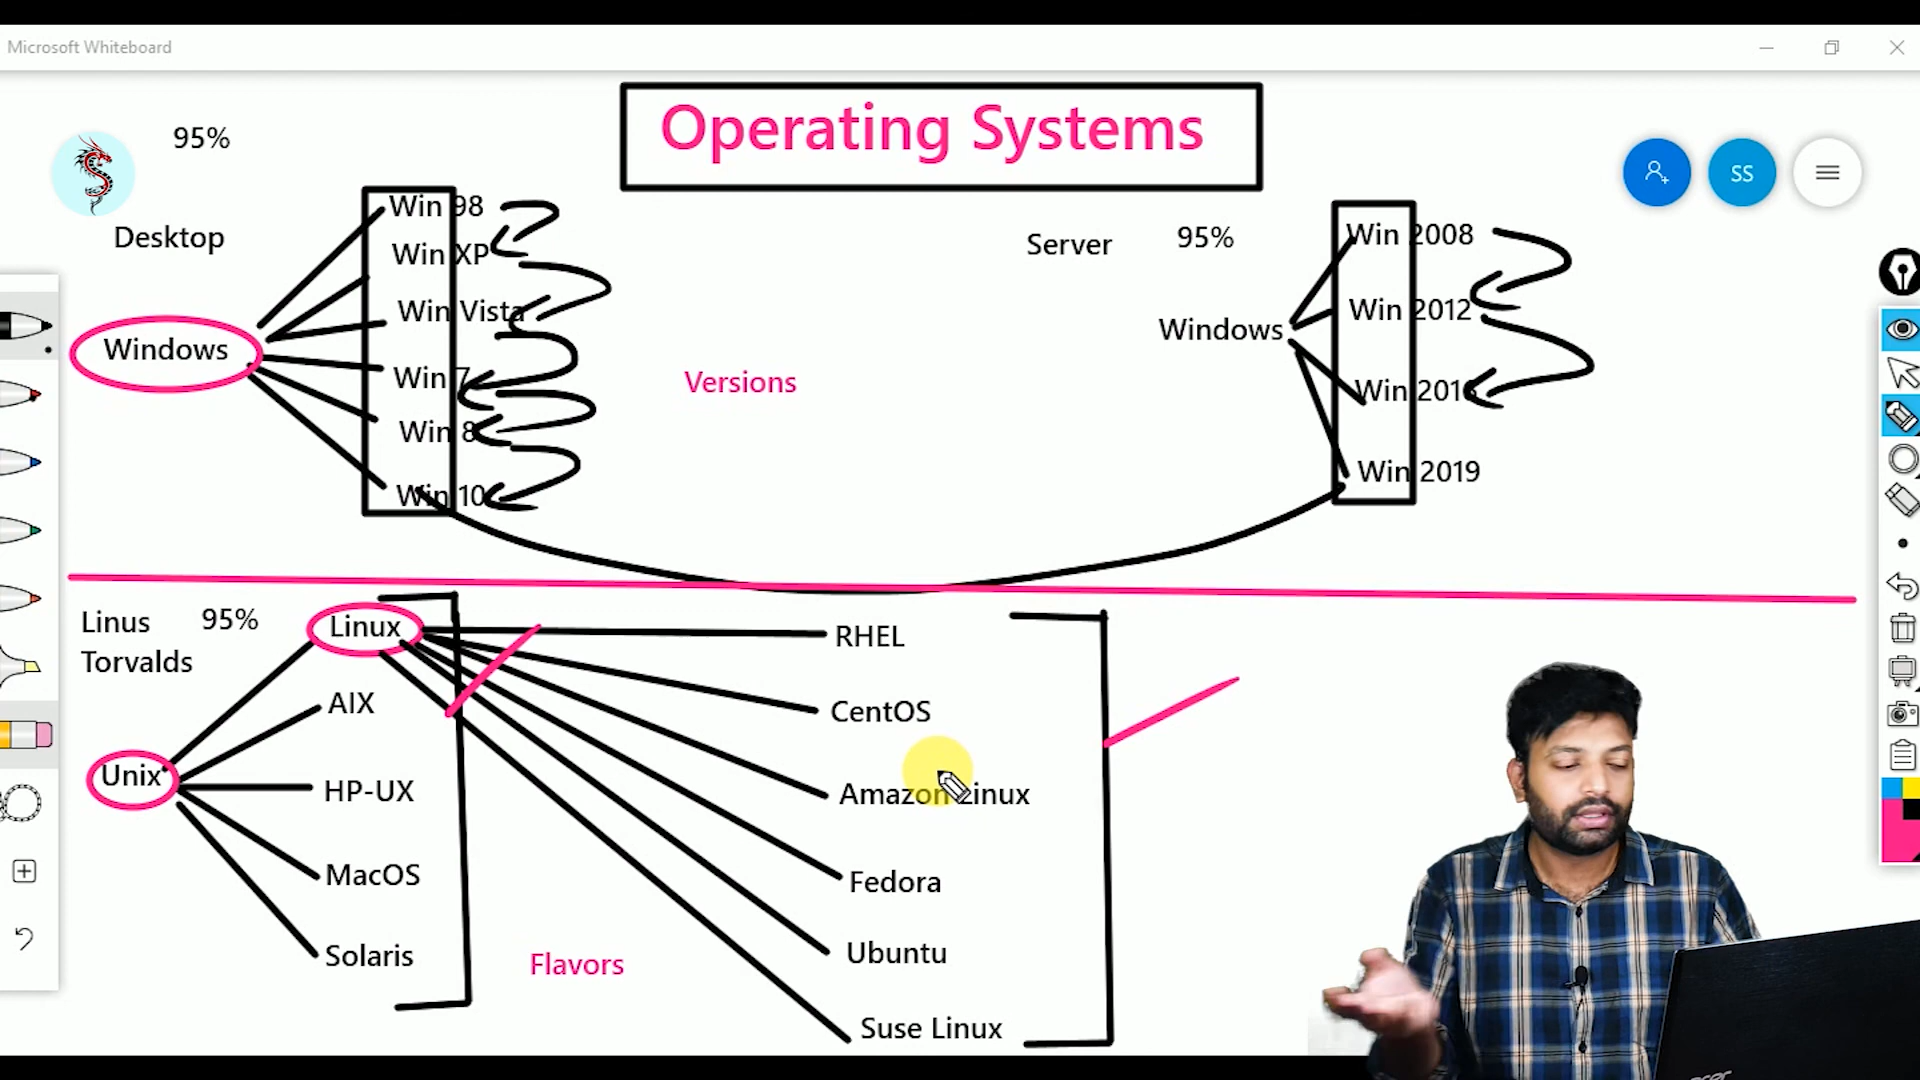 Microsoft Whiteboard
Operating Systems
95%
Desktop
Windows
Win 98
Win XP
Win Vista
Win 7
Win 8
Win 10
Versions
Server
95%
Windows
Win 2008
Win 2012
Win 2016
Win 2019
SS
Linus
Torvalds
95%
Linux
AIX
Unix
HP-UX
MacOS
Solaris
Flavors
RHEL
CentOS
Amazon Linux
Fedora
Ubuntu
Suse Linux
acer